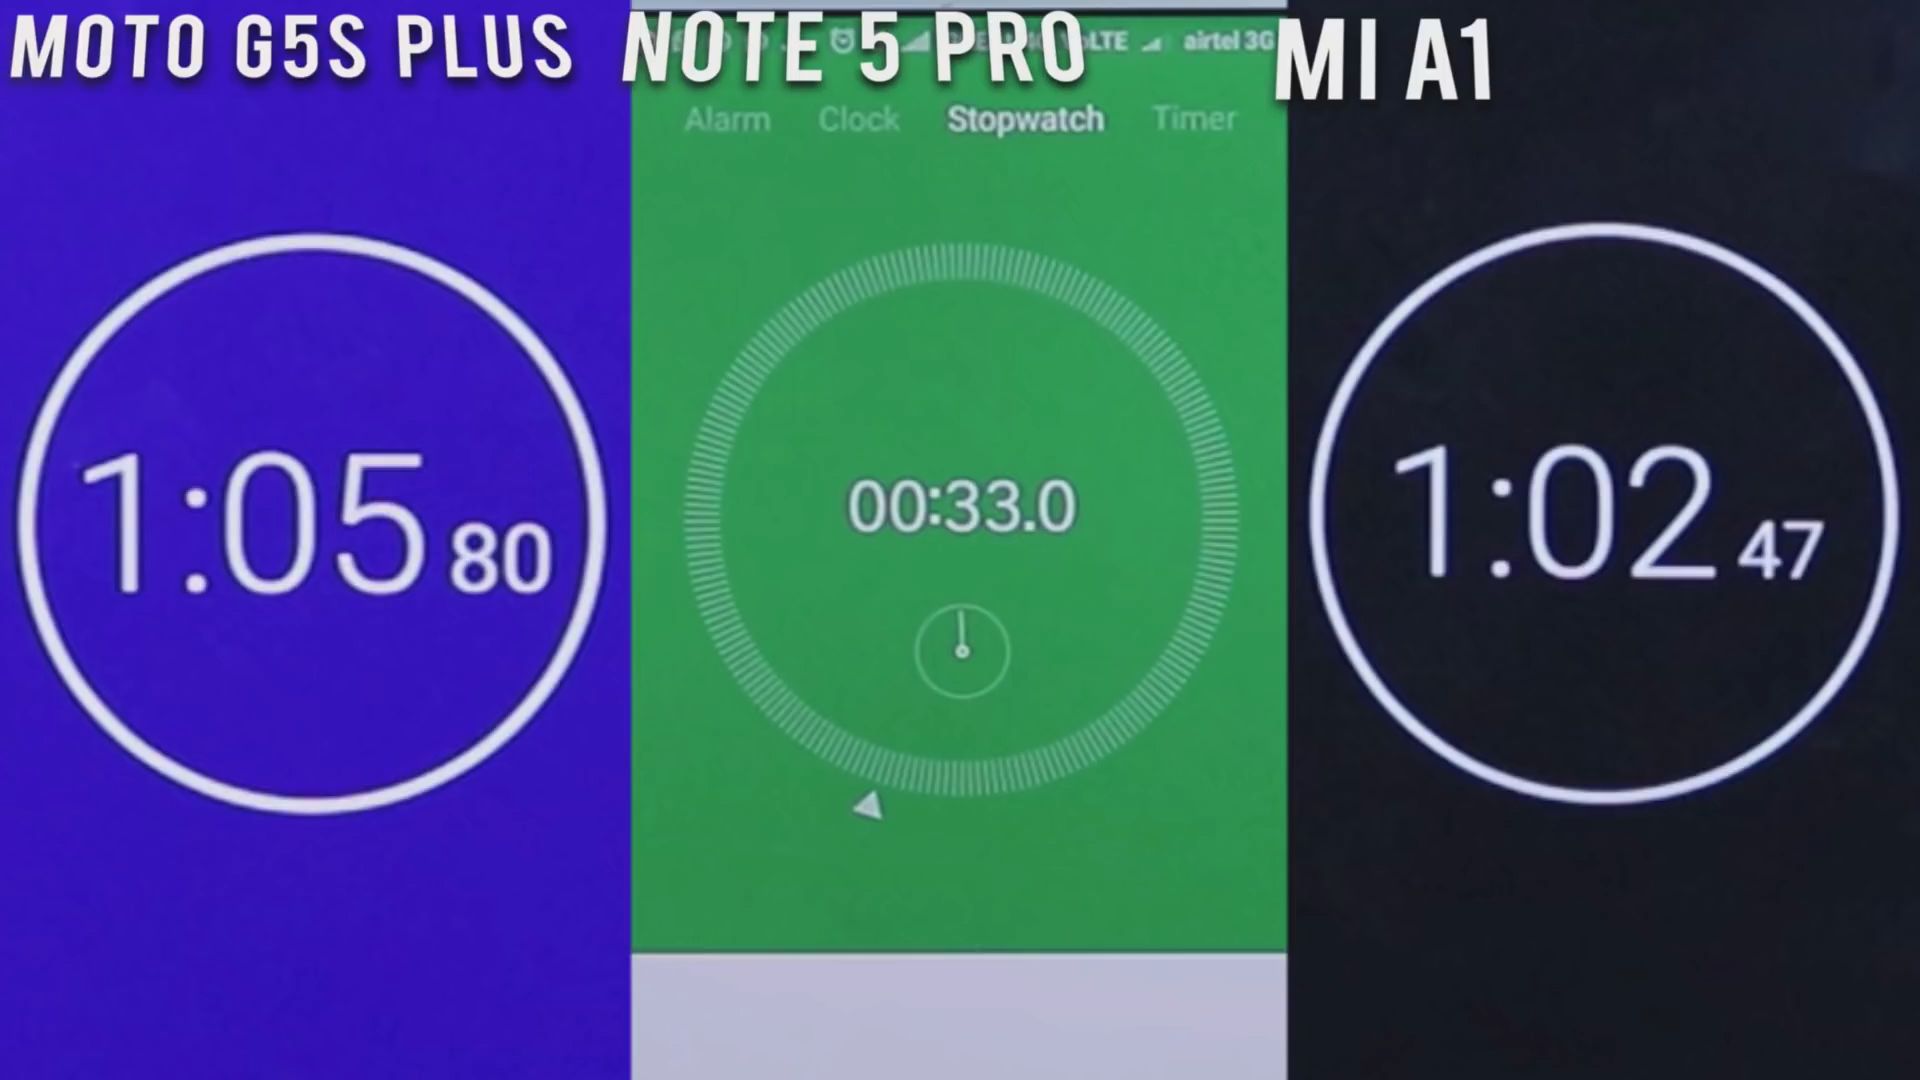 MOTO G5S PLUS NOTE 5 PRO MI A1
LTE airtel 3G
Alarm Clock Stopwatch Timer
1:05 80
00:33.0
1:02 47